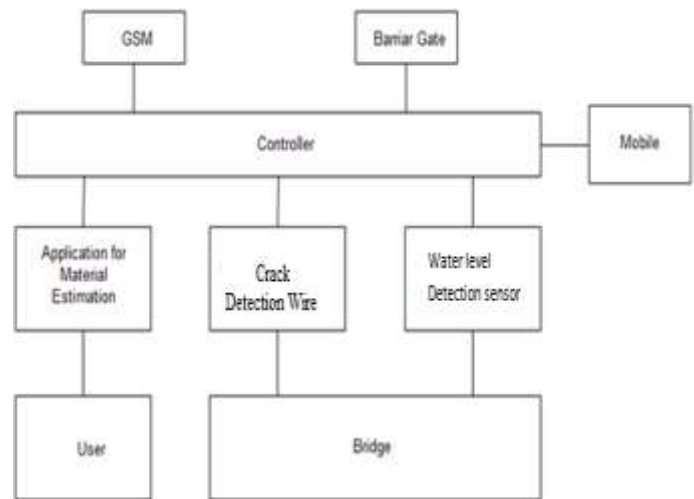 GSM
Barriar Gate
Controller
Mobile
Application for
Material
Estimation
Crack
Detection Wire
Water level
Detection sensor
User
Bridge